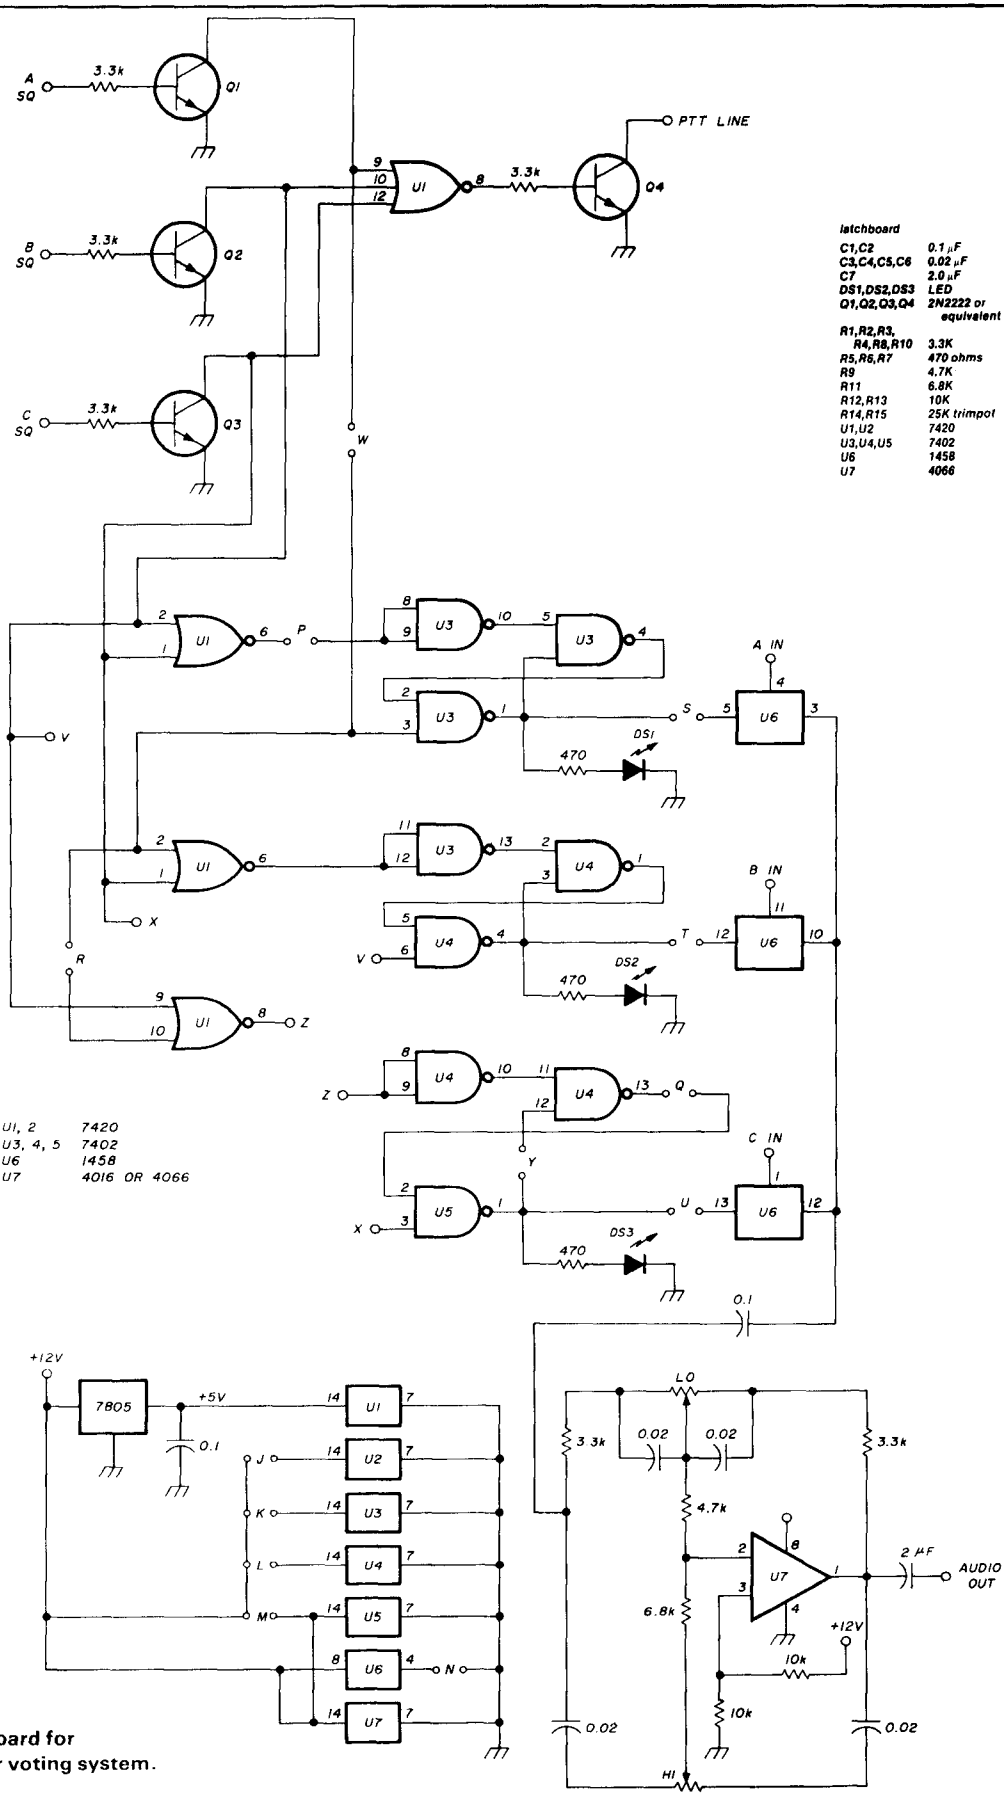 A
SQ
3.3k
Q1
PTT LINE
9
10
12
U1
8
3.3k
Q4
B
SQ
3.3k
Q2
C
SQ
3.3k
Q3
W
latchboard
C1,C2 0.1 µF
C3,C4,C5,C6 0.02 µF
C7 2.0 µF
DS1,DS2,DS3 LED
Q1,Q2,Q3,Q4 2N2222 or
equivalent
R1,R2,R3,
R4,R8,R10 3.3K
R5,R6,R7 470 ohms
R9 4.7K
R11 6.8K
R12,R13 10K
R14,R15 25K trimpot
U1,U2 7420
U3,U4,U5 7402
U6 1458
U7 4066
2
1
U1
6
P
8
9
U3
10
5
U3
4
2
3
U3
1
S
A IN
4
5
U6
3
470
DS1
V
2
1
U1
6
11
12
U3
13
2
3
U4
1
5
V
6
U4
4
T
B IN
11
12
U6
10
470
DS2
X
R
9
10
U1
8
Z
Z
8
9
U4
10
11
12
U4
13
Q
Y
X
2
3
U5
1
U
C IN
1
13
U6
12
470
DS3
U1, 2 7420
U3, 4, 5 7402
U6 1458
U7 4016 OR 4066
0.1
+12V
7805
+5V
0.1
14 U1 7
J 14 U2 7
K 14 U3 7
L 14 U4 7
M 14 U5 7
8 U6 4 N
14 U7 7
LO
3.3k
0.02
0.02
3.3k
4.7k
2
3
8
U7
4
1
2 µF
AUDIO
OUT
6.8k
+12V
10k
10k
0.02
0.02
HI
oard for
r voting system.